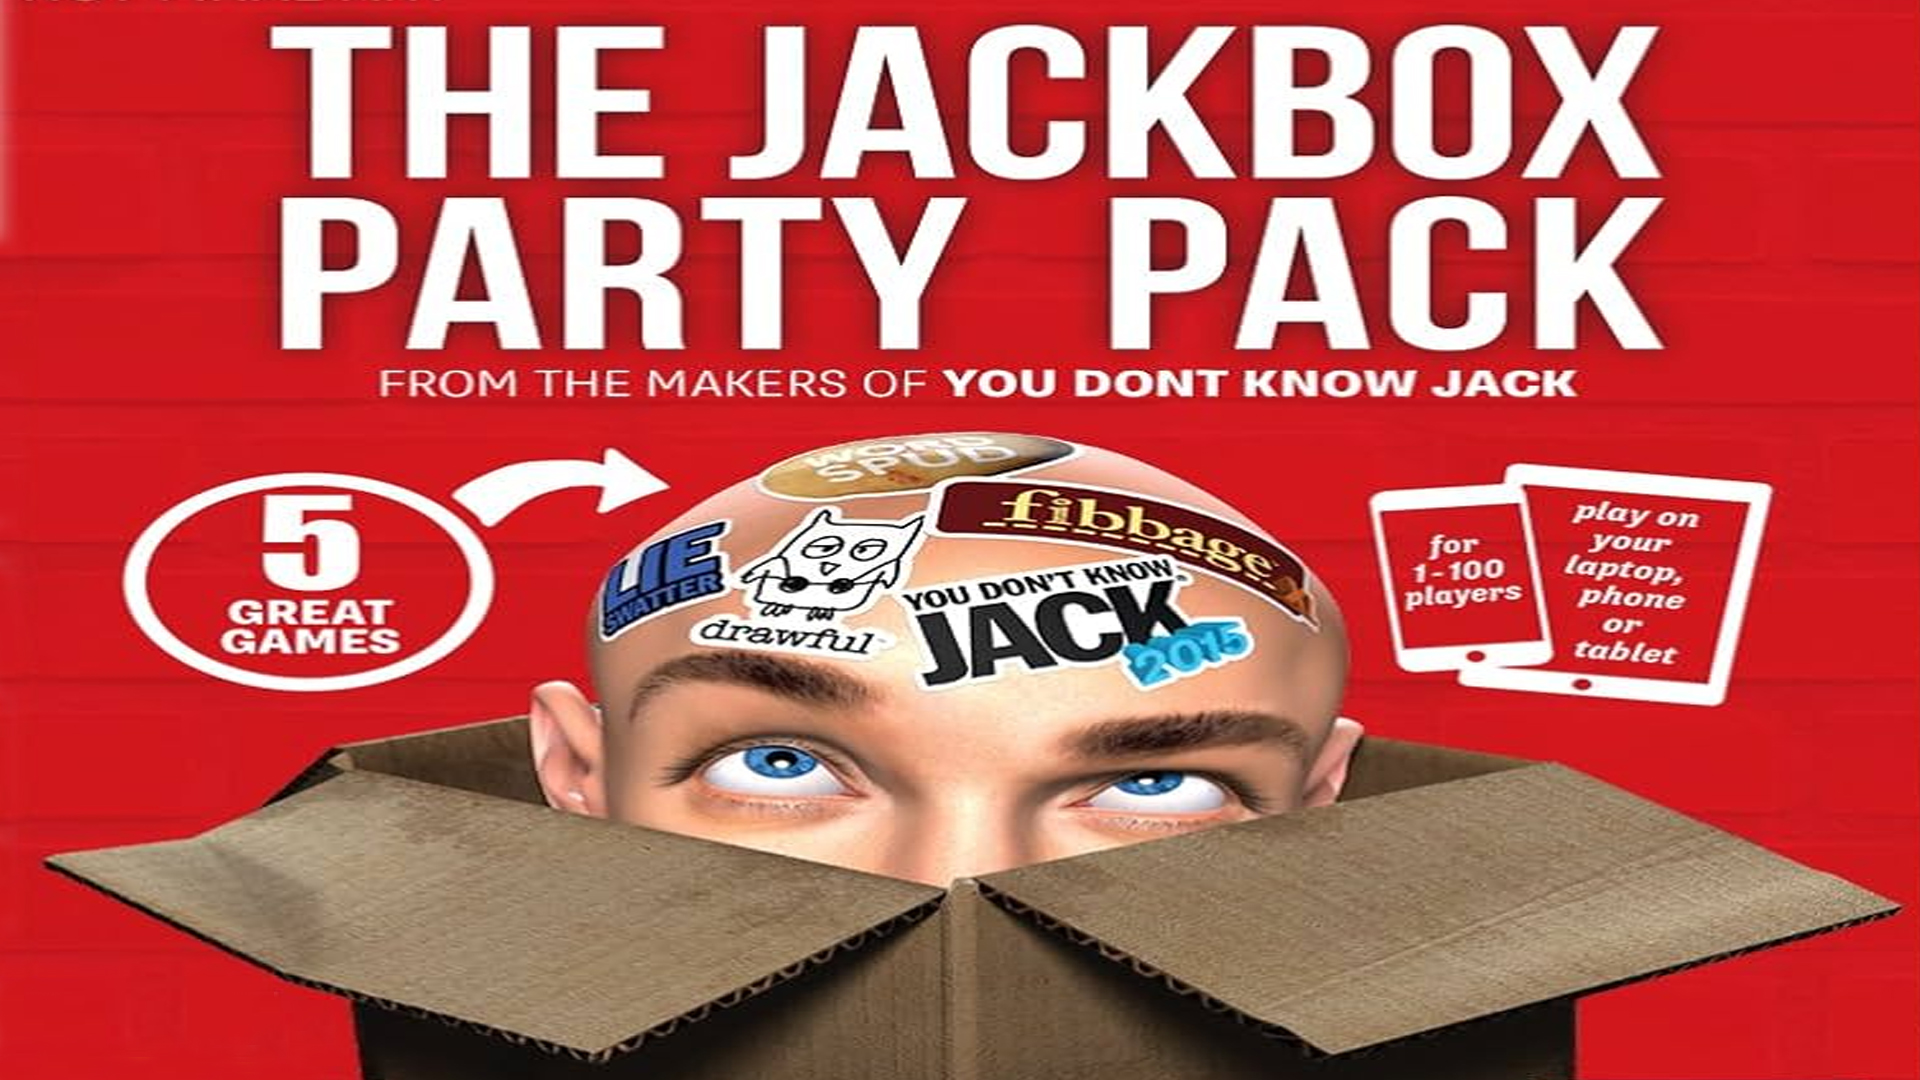 THE JACKBOX
PARTY PACK
FROM THE MAKERS OF YOU DONT KNOW JACK
5
GREAT
GAMES
WORD
SPUD
fibbage
LIE
SWATTER
drawful
YOU DON'T KNOW
JACK
2015
for
1-100
players
play on
your
laptop,
phone
or
tablet